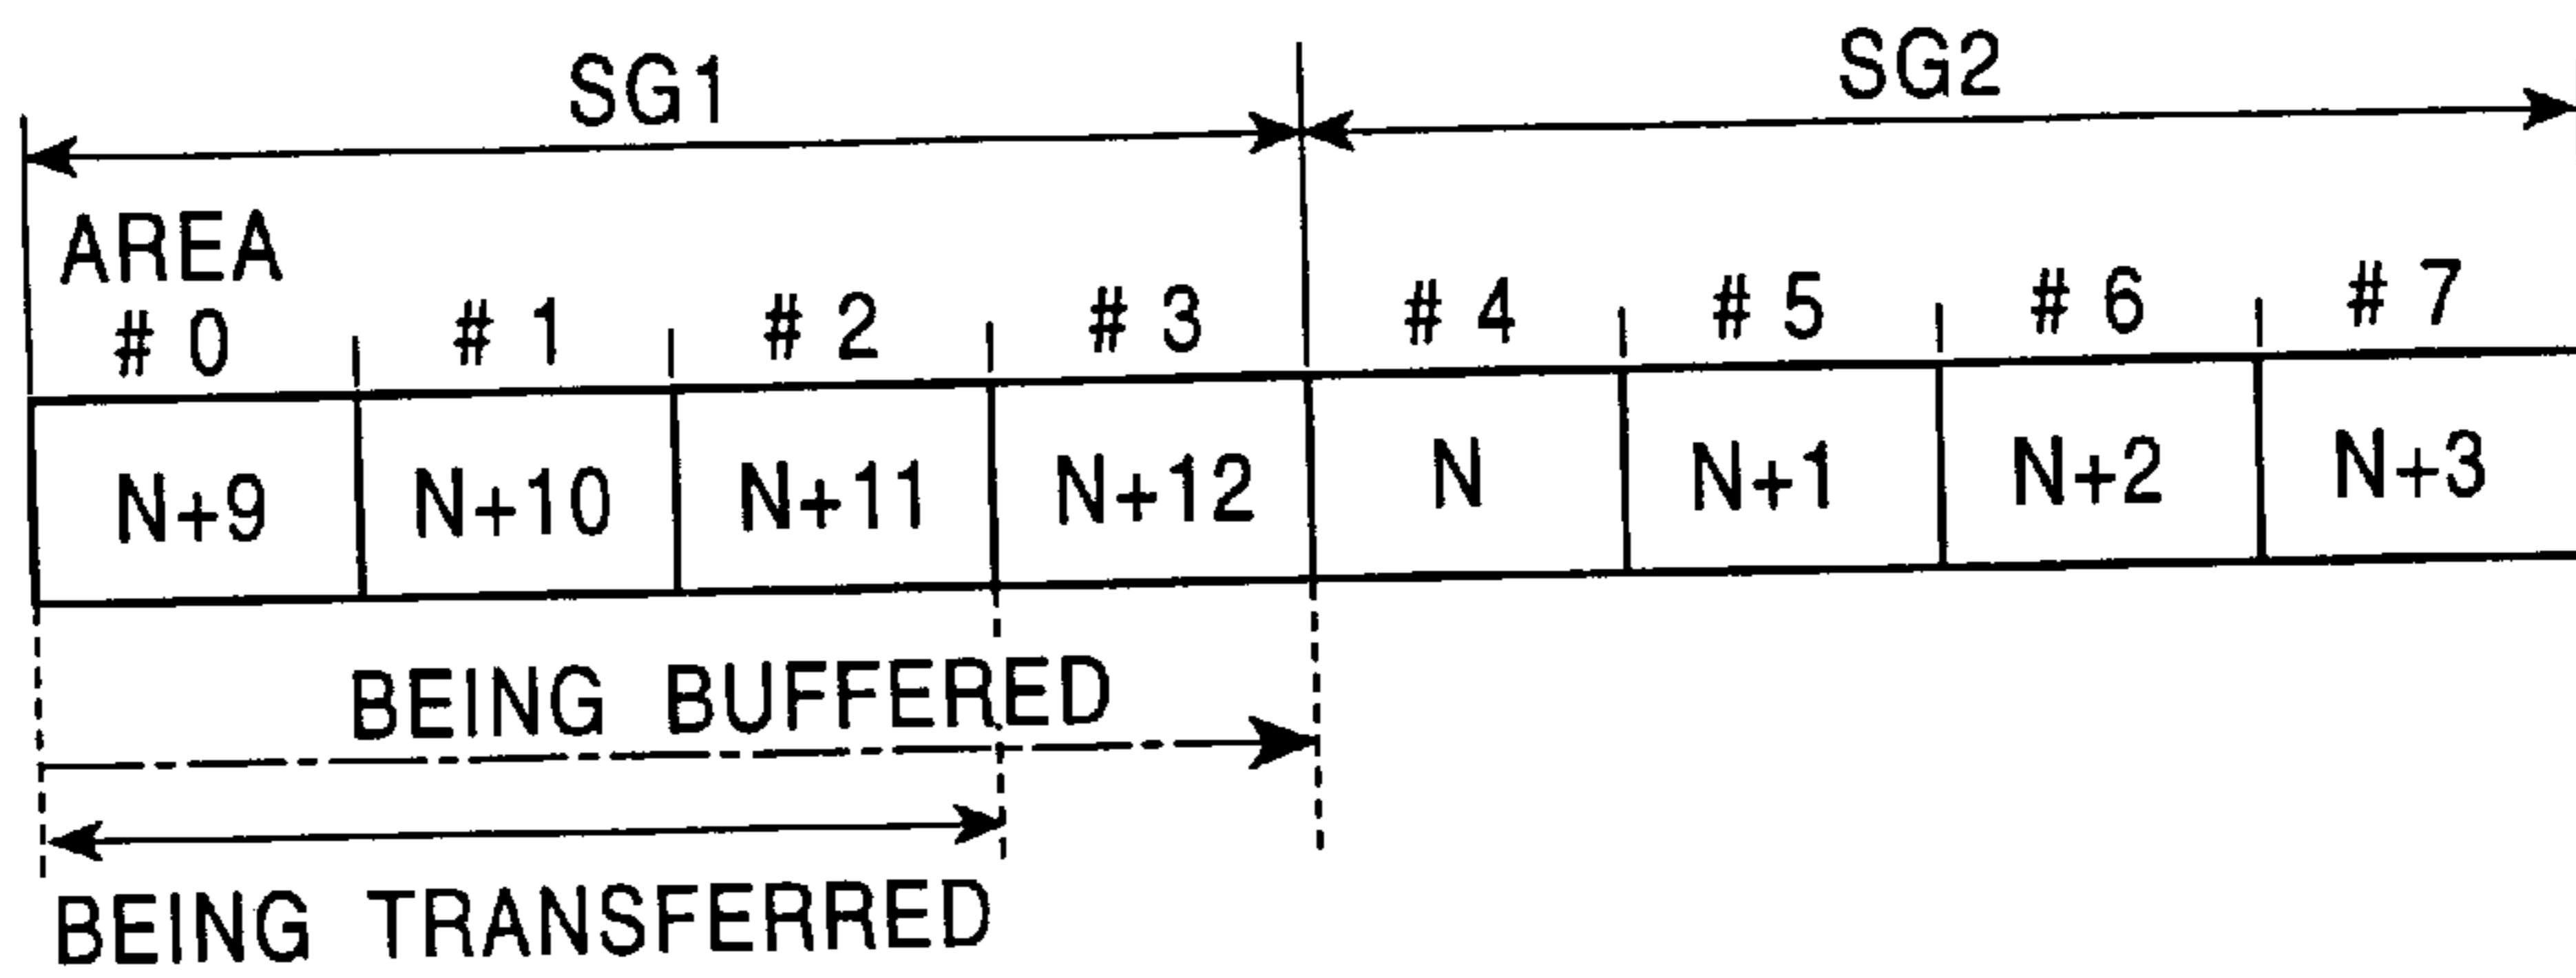 SG1 SG2
AREA
# 0 # 1 # 2 # 3 # 4 # 5 # 6 # 7
N+9 N+10 N+11 N+12 N N+1 N+2 N+3
BEING BUFFERED
BEING TRANSFERRED